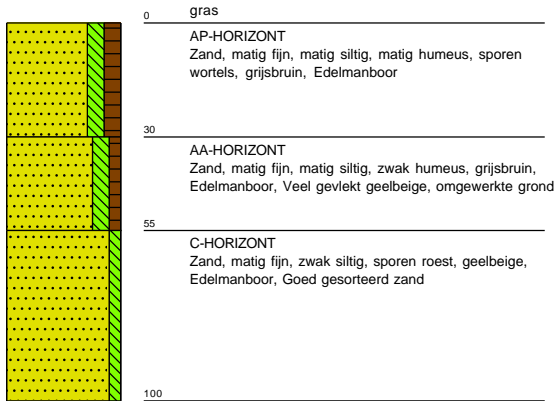 0 gras
AP-HORIZONT
Zand, matig fijn, matig siltig, matig humeus, sporen
wortels, grijsbruin, Edelmanboor
30
AA-HORIZONT
Zand, matig fijn, matig siltig, zwak humeus, grijsbruin,
Edelmanboor, Veel gevlekt geelbeige, omgewerkte grond
55
C-HORIZONT
Zand, matig fijn, zwak siltig, sporen roest, geelbeige,
Edelmanboor, Goed gesorteerd zand
100